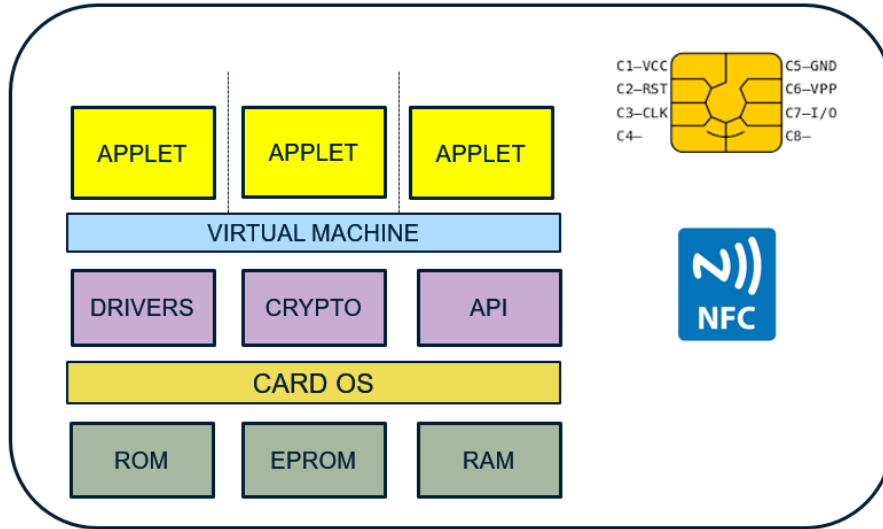 C1–VCC
C5–GND
C2–RST
C6–VPP
C3–CLK
C7–I/O
C4–
C8–
APPLET
APPLET
APPLET
VIRTUAL MACHINE
DRIVERS
CRYPTO
API
NFC
CARD OS
ROM
EPROM
RAM